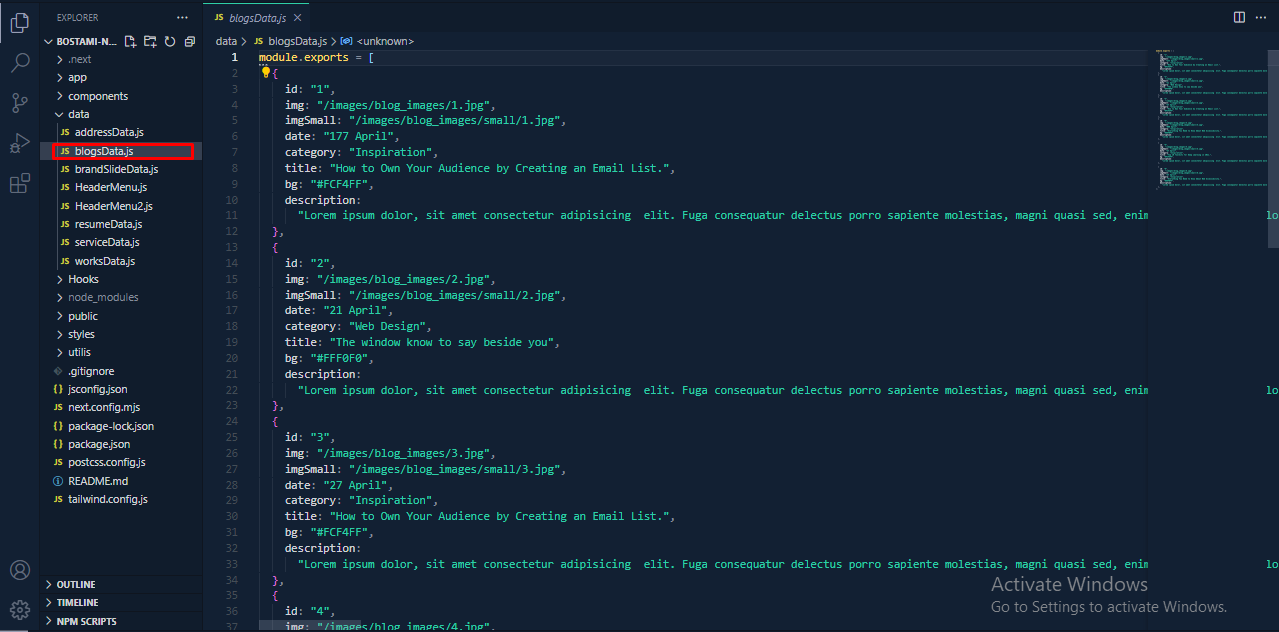 EXPLORER
···
JS blogsData.js ×
BOSTAMI-N...
data > JS blogsData.js > <unknown>
.next
app
components
data
JS addressData.js
JS blogsData.js
JS brandSlideData.js
JS HeaderMenu.js
JS HeaderMenu2.js
JS resumeData.js
JS serviceData.js
JS worksData.js
Hooks
node_modules
public
styles
utilis
.gitignore
{} jsconfig.json
JS next.config.mjs
{} package-lock.json
{} package.json
JS postcss.config.js
README.md
JS tailwind.config.js
OUTLINE
TIMELINE
NPM SCRIPTS
1 module.exports = [
2 {
3 id: "1",
4 img: "/images/blog_images/1.jpg",
5 imgSmall: "/images/blog_images/small/1.jpg",
6 date: "177 April",
7 category: "Inspiration",
8 title: "How to Own Your Audience by Creating an Email List.",
9 bg: "#FCF4FF",
10 description:
11 "Lorem ipsum dolor, sit amet consectetur adipisicing  elit. Fuga consequatur delectus porro sapiente molestias, magni quasi sed, enim lo
12 },
13 {
14 id: "2",
15 img: "/images/blog_images/2.jpg",
16 imgSmall: "/images/blog_images/small/2.jpg",
17 date: "21 April",
18 category: "Web Design",
19 title: "The window know to say beside you",
20 bg: "#FFF0F0",
21 description:
22 "Lorem ipsum dolor, sit amet consectetur adipisicing  elit. Fuga consequatur delectus porro sapiente molestias, magni quasi sed, enim lo
23 },
24 {
25 id: "3",
26 img: "/images/blog_images/3.jpg",
27 imgSmall: "/images/blog_images/small/3.jpg",
28 date: "27 April",
29 category: "Inspiration",
30 title: "How to Own Your Audience by Creating an Email List.",
31 bg: "#FCF4FF",
32 description:
33 "Lorem ipsum dolor, sit amet consectetur adipisicing  elit. Fuga consequatur delectus porro sapiente molestias, magni quasi sed, enim lo
34 },
35 {
36 id: "4",
37 img: "/images/blog_images/4.jpg",
Activate Windows
Go to Settings to activate Windows.